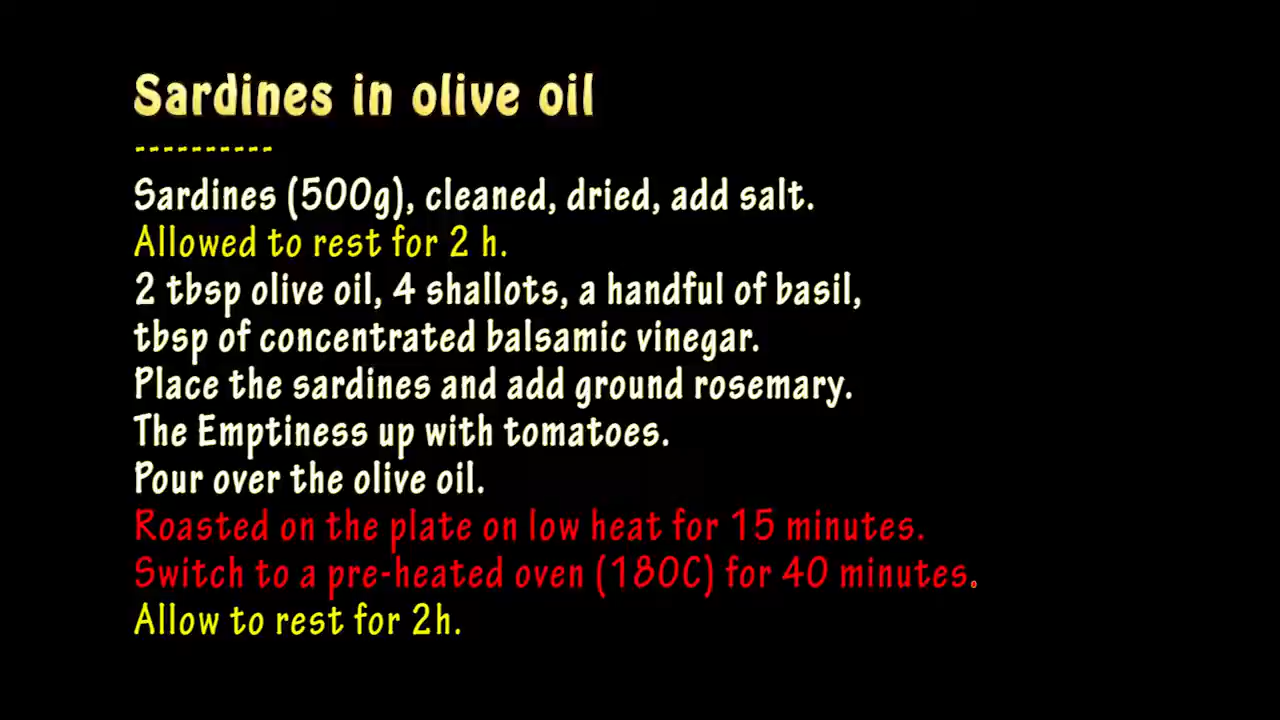 Sardines in olive oil
----------
Sardines (500g), cleaned, dried, add salt.
Allowed to rest for 2 h.
2 tbsp olive oil, 4 shallots, a handful of basil,
tbsp of concentrated balsamic vinegar.
Place the sardines and add ground rosemary.
The Emptiness up with tomatoes.
Pour over the olive oil.
Roasted on the plate on low heat for 15 minutes.
Switch to a pre-heated oven (180C) for 40 minutes.
Allow to rest for 2h.